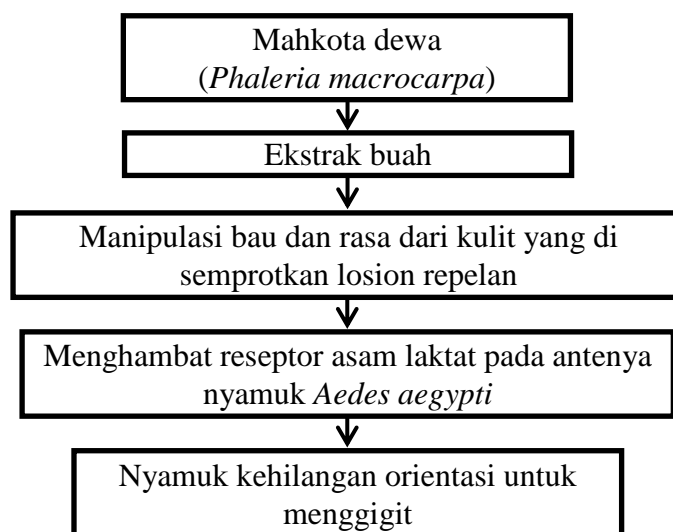 Mahkota dewa
(Phaleria macrocarpa)
Ekstrak buah
Manipulasi bau dan rasa dari kulit yang di
semprotkan losion repelan
Menghambat reseptor asam laktat pada antenya
nyamuk Aedes aegypti
Nyamuk kehilangan orientasi untuk
menggigit